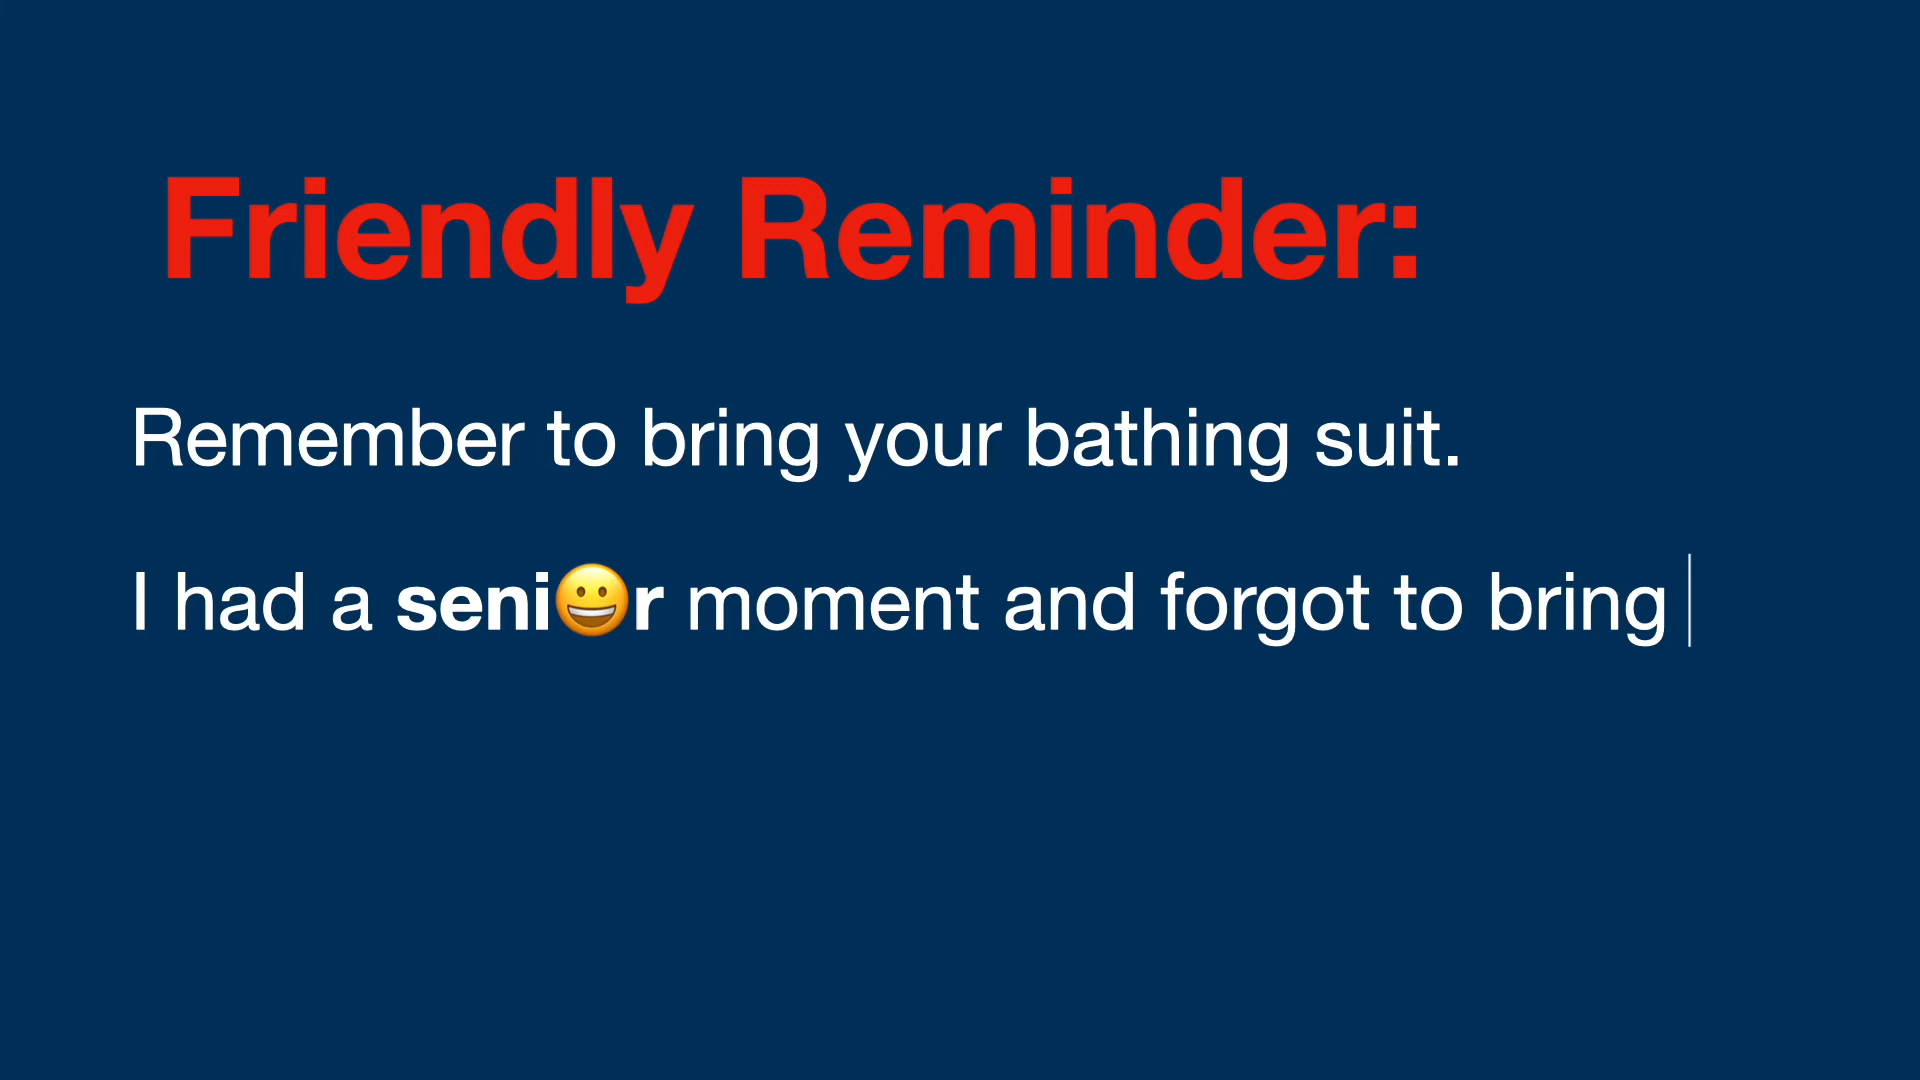 Friendly Reminder:
Remember to bring your bathing suit.
I had a seni😀r moment and forgot to bring